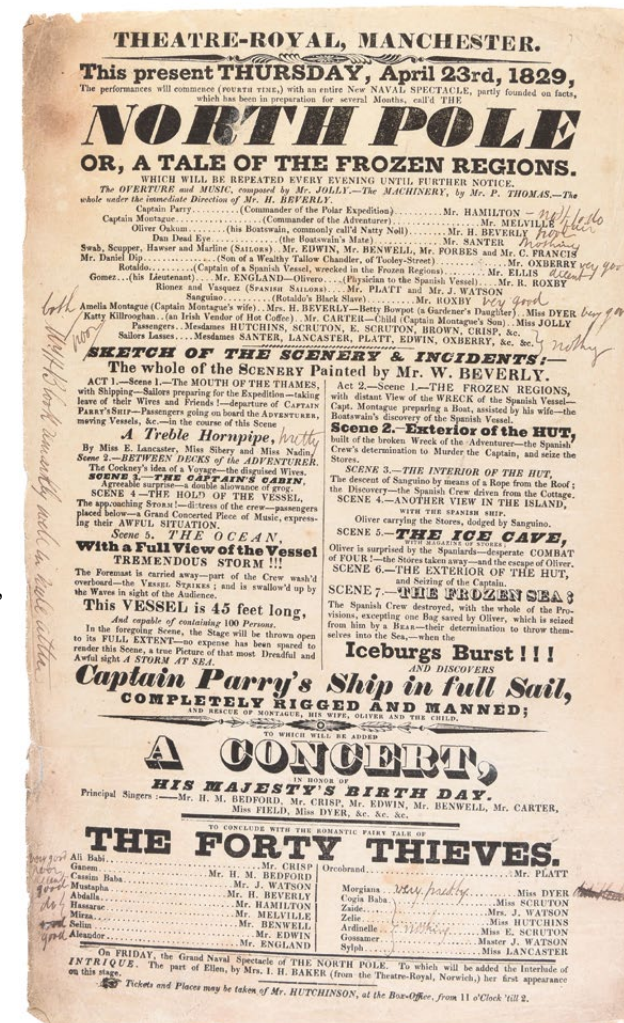 THEATRE-ROYAL, MANCHESTER.
This present THURSDAY, April 23rd, 1829,
The performances will commence (FOURTH TIME,) with an entire New NAVAL SPECTACLE, partly founded on facts,
which has been in preparation for several Months, call'd THE
NORTH POLE
OR, A TALE OF THE FROZEN REGIONS.
WHICH WILL BE REPEATED EVERY EVENING UNTIL FURTHER NOTICE.
The OVERTURE and MUSIC, composed by Mr. JOLLY.—The MACHINERY, by Mr. P. THOMAS,—The
whole under the immediate Direction of Mr. H. BEVERLY.
Captain Parry..........(Commander of the Polar Expedition)..........Mr. HAMILTON
Captain Montague..........(Commander of the Adventurer)..........Mr. MELVILLE
Oliver Oakum..........(his Boatswain, commonly call'd Natty Noll)..........Mr. H. BEVERLY
Dan Dead Eye..........(the Boatswain's Mate)..........Mr. SANTER nothing
Swab, Scupper, Hawser and Marline (SAILORS) Mr. EDWIN, Mr. BENWELL, Mr. FORBES and Mr. C. FRANCIS
Mr. Daniel Dip..........(Son of a Wealthy Tallow Chandler, of Tooley-Street)..........Mr. OXBERRY very good
Rotaldo..........(Captain of a Spanish Vessel, wrecked in the Frozen Regions)..........Mr. ELLIS
Gomez...(his Lieutenant)....Mr. ENGLAND—Olivero....(Physician to the Spanish Vessel)......Mr. R. ROXBY
Rionez and Vasquez (SPANISH SAILORS) Mr. PLATT and Mr. J. WATSON
Sanguino..........(Rotaldo's Black Slave)..........Mr. ROXBY very good
Amelia Montague (Captain Montague's wife)..Mrs. H. BEVERLY—Betty Bowpot (a Gardener's Daughter)..Miss DYER very good
Katty Killrooghan..(an Irish Vendor of Hot Coffee) Mr. CARTER—Child (Captain Montague's Son)..Miss JOLLY
Passengers..Mesdames HUTCHINS, SCRUTON, E. SCRUTON, BROWN, CRISP, &c.
Sailors Lasses....Mesdames SANTER, LANCASTER, PLATT, EDWIN, OXBERRY, &c. &c. nothing
both
poor
SKETCH OF THE SCENERY & INCIDENTS:—
The whole of the SCENERY Painted by Mr. W. BEVERLY.
ACT 1.—Scene 1.—The MOUTH OF THE THAMES,
with Shipping—Sailors preparing for the Expedition—taking
leave of their Wives and Friends!—departure of CAPTAIN
PARRY'S SHIP—Passengers going on board the ADVENTURER,
moving Vessels, &c.—in the course of this Scene
A Treble Hornpipe, pretty
By Miss E. Lancaster, Miss Sibery and Miss Nadin,
Scene 2.—BETWEEN DECKS of the ADVENTURER.
The Cockney's idea of a Voyage—the disguised Wives.
SCENE 3.—THE CAPTAIN'S CABIN,
Agreeable surprise—a double allowance of grog.
SCENE 4—THE HOLD OF THE VESSEL,
The approaching STORM!—distress of the crew—passengers
placed below—a Grand Concerted Piece of Music, express-
ing their AWFUL SITUATION.
Scene 5. THE OCEAN,
With a Full View of the Vessel
TREMENDOUS STORM !!!
The Foremast is carried away—part of the Crew wash'd
overboard—the VESSEL STRIKES; and is swallow'd up by
the Waves in sight of the Audience.
This VESSEL is 45 feet long,
And capable of containing 100 Persons.
In the foregoing Scene, the Stage will be thrown open
to its FULL EXTENT—no expense has been spared to
render this Scene, a true Picture of that most Dreadful and
Awful sight A STORM AT SEA.
Act 2.—Scene 1.—THE FROZEN REGIONS,
with distant View of the WRECK of the Spanish Vessel—
Capt. Montague preparing a Boat, assisted by his wife—the
Boatswain's discovery of the Spanish Vessel.
Scene 2.-Exterior of the HUT,
built of the broken Wreck of the Adventurer—the Spanish
Crew's determination to Murder the Captain, and seize the
Stores.
SCENE 3.—THE INTERIOR OF THE HUT,
The descent of Sanguino by means of a Rope from the Roof;
the Discovery—the Spanish Crew driven from the Cottage.
SCENE 4.—ANOTHER VIEW IN THE ISLAND,
WITH THE SPANISH SHIP.
Oliver carrying the Stores, dodged by Sanguino.
SCENE 5.—THE ICE CAVE,
WITH MAGAZINE OF STORES;
Oliver is surprised by the Spaniards—desperate COMBAT
of FOUR!—the Stores taken away—and the escape of Oliver.
SCENE 6.—THE EXTERIOR OF THE HUT,
and Seizing of the Captain.
SCENE 7.—THE FROZEN SEA;
The Spanish Crew destroyed, with the whole of the Pro-
visions, excepting one Bag saved by Oliver, which is seized
from him by a BEAR—their determination to throw them-
selves into the Sea,—when the
Iceburgs Burst ! ! !
AND DISCOVERS
Captain Parry's Ship in full Sail,
COMPLETELY RIGGED AND MANNED;
AND RESCUE OF MONTAGUE, HIS WIFE, OLIVER AND THE CHILD.
TO WHICH WILL BE ADDED
A CONCERT,
IN HONOR OF
HIS MAJESTY'S BIRTH DAY.
Principal Singers:—Mr. H. M. BEDFORD, Mr. CRISP, Mr. EDWIN, Mr. BENWELL, Mr. CARTER,
Miss FIELD, Miss DYER, &c. &c. &c.
TO CONCLUDE WITH THE ROMANTIC FAIRY TALE OF
THE FORTY THIEVES.
Ali Babi..........Mr. CRISP
Ganem..........Mr. H. M. BEDFORD
Cassim Baba..........Mr. J. WATSON
Mustapha..........Mr. H. BEVERLY
Abdalla..........Mr. HAMILTON
Hassarac..........Mr. MELVILLE
Mirza..........Mr. BENWELL
Selim..........Mr. EDWIN
Aleandor..........Mr. ENGLAND
Orcobrand..........Mr. PLATT
Morgiana very pretty Miss DYER
Cogia Baba..........Miss SCRUTON
Zaide..........Mrs. J. WATSON
Zelie..........Miss HUTCHINS
Ardinelle nothing Miss E. SCRUTON
Gossamer..........Master J. WATSON
Sylph..........Miss LANCASTER
On FRIDAY, the Grand Naval Spectacle of THE NORTH POLE. To which will be added the Interlude of
INTRIQUE. The part of Ellen, by Mrs. I. H. BAKER (from the Theatre-Royal, Norwich,) her first appearance
on this stage.
Tickets and Places may be taken of Mr. HUTCHINSON, at the Box-Office, from 11 o'Clock 'till 2.